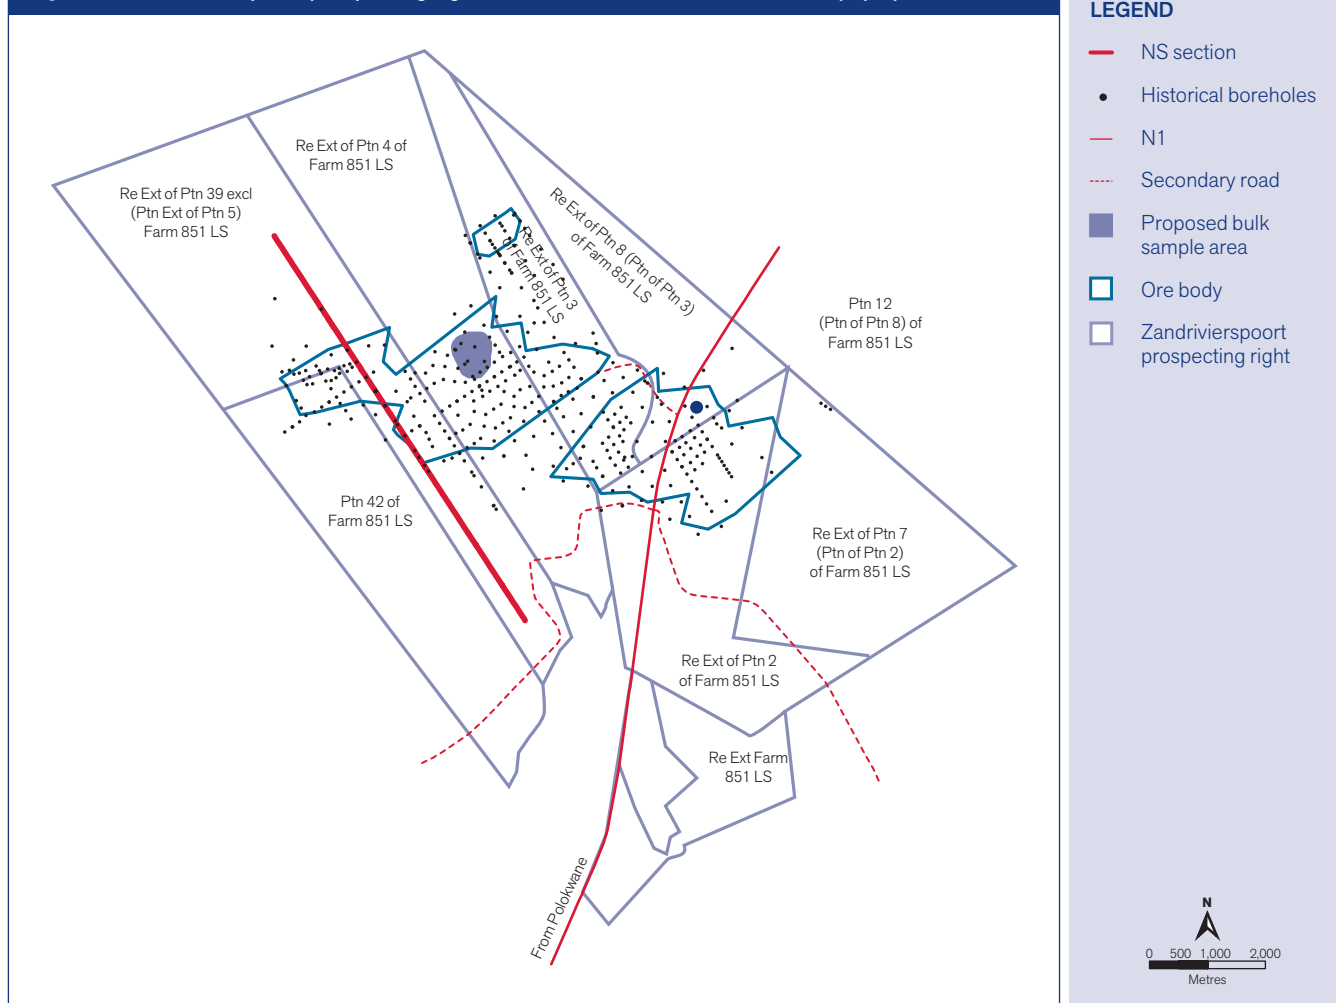 Re Ext of Ptn 4 of
Farm 851 LS
Re Ext of Ptn 39 excl
(Ptn Ext of Ptn 5)
Farm 851 LS
Re Ext of Ptn 3
of Farm 851 LS
Re Ext of Ptn 8 (Ptn of Ptn 3)
of Farm 851 LS
Ptn 12
(Ptn of Ptn 8) of
Farm 851 LS
Ptn 42 of
Farm 851 LS
Re Ext of Ptn 7
(Ptn of Ptn 2)
of Farm 851 LS
Re Ext of Ptn 2
of Farm 851 LS
Re Ext Farm
851 LS
From Polokwane
LEGEND
NS section
Historical boreholes
N1
Secondary road
Proposed bulk
sample area
Ore body
Zandrivierspoort
prospecting right
N
0 500 1,000 2,000
Metres